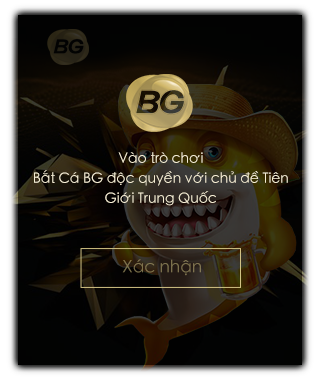 BG
BG
Vào trò chơi
Bắt Cá BG độc quyền với chủ đề Tiên
Giới Trung Quốc
Xác nhận